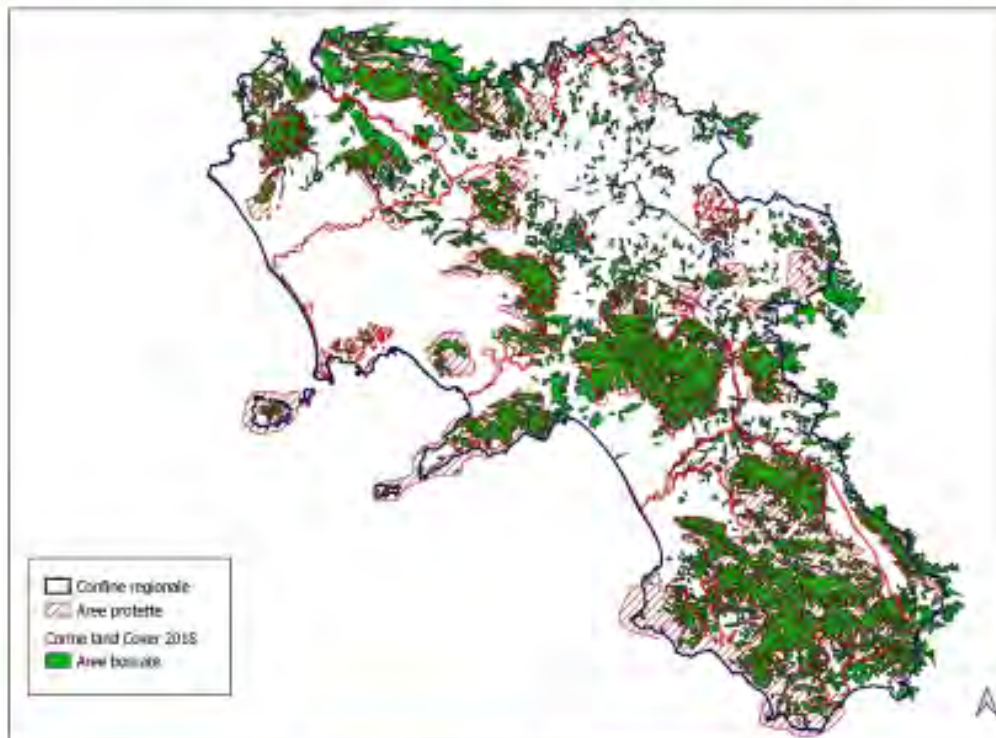 Confine regionale
Aree protette
Corine land Cover 2018
Aree boscate